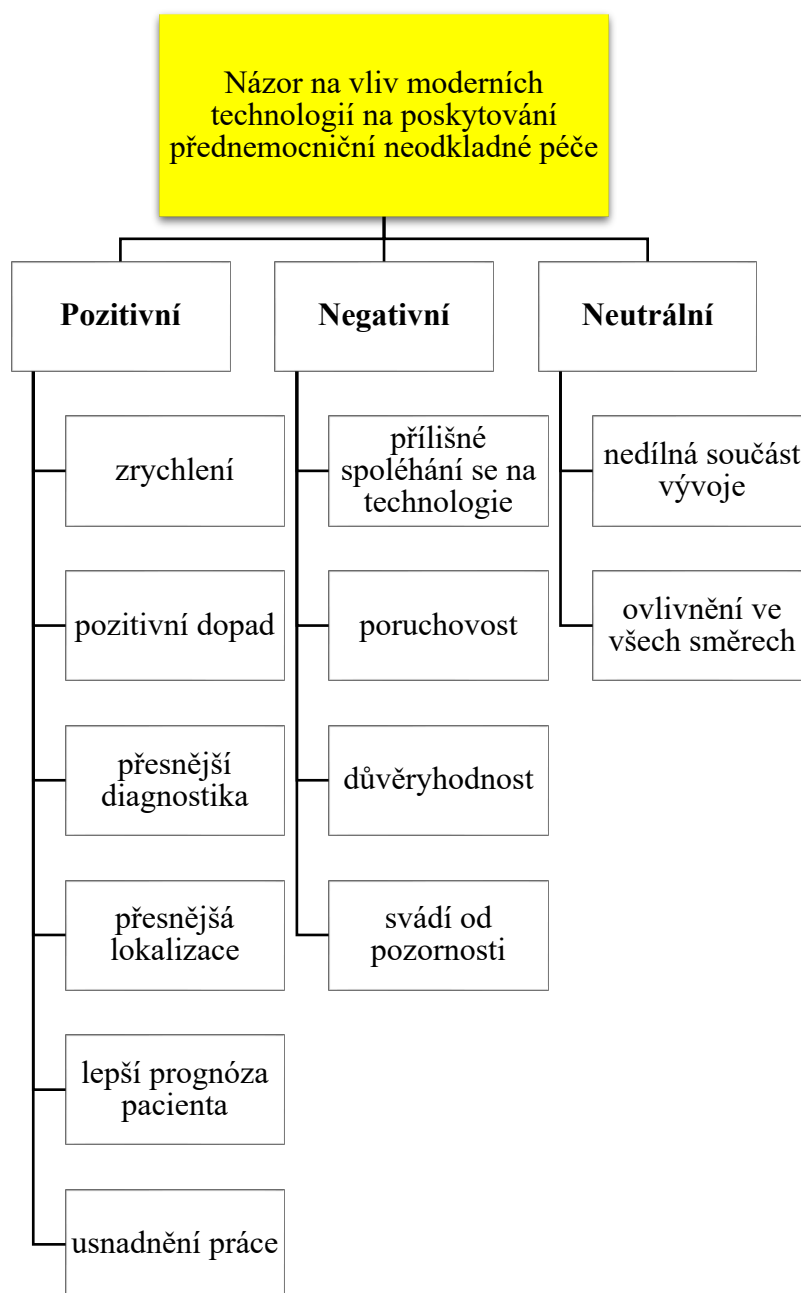 Názor na vliv moderních
technologií na poskytování
přednemocniční neodkladné péče
Pozitivní
zrychlení
pozitivní dopad
přesnější
diagnostika
přesnějšá
lokalizace
lepší prognóza
pacienta
usnadnění práce
Negativní
přílišné
spoléhání se na
technologie
poruchovost
důvěryhodnost
svádí od
pozornosti
Neutrální
nedílná součást
vývoje
ovlivnění ve
všech směrech